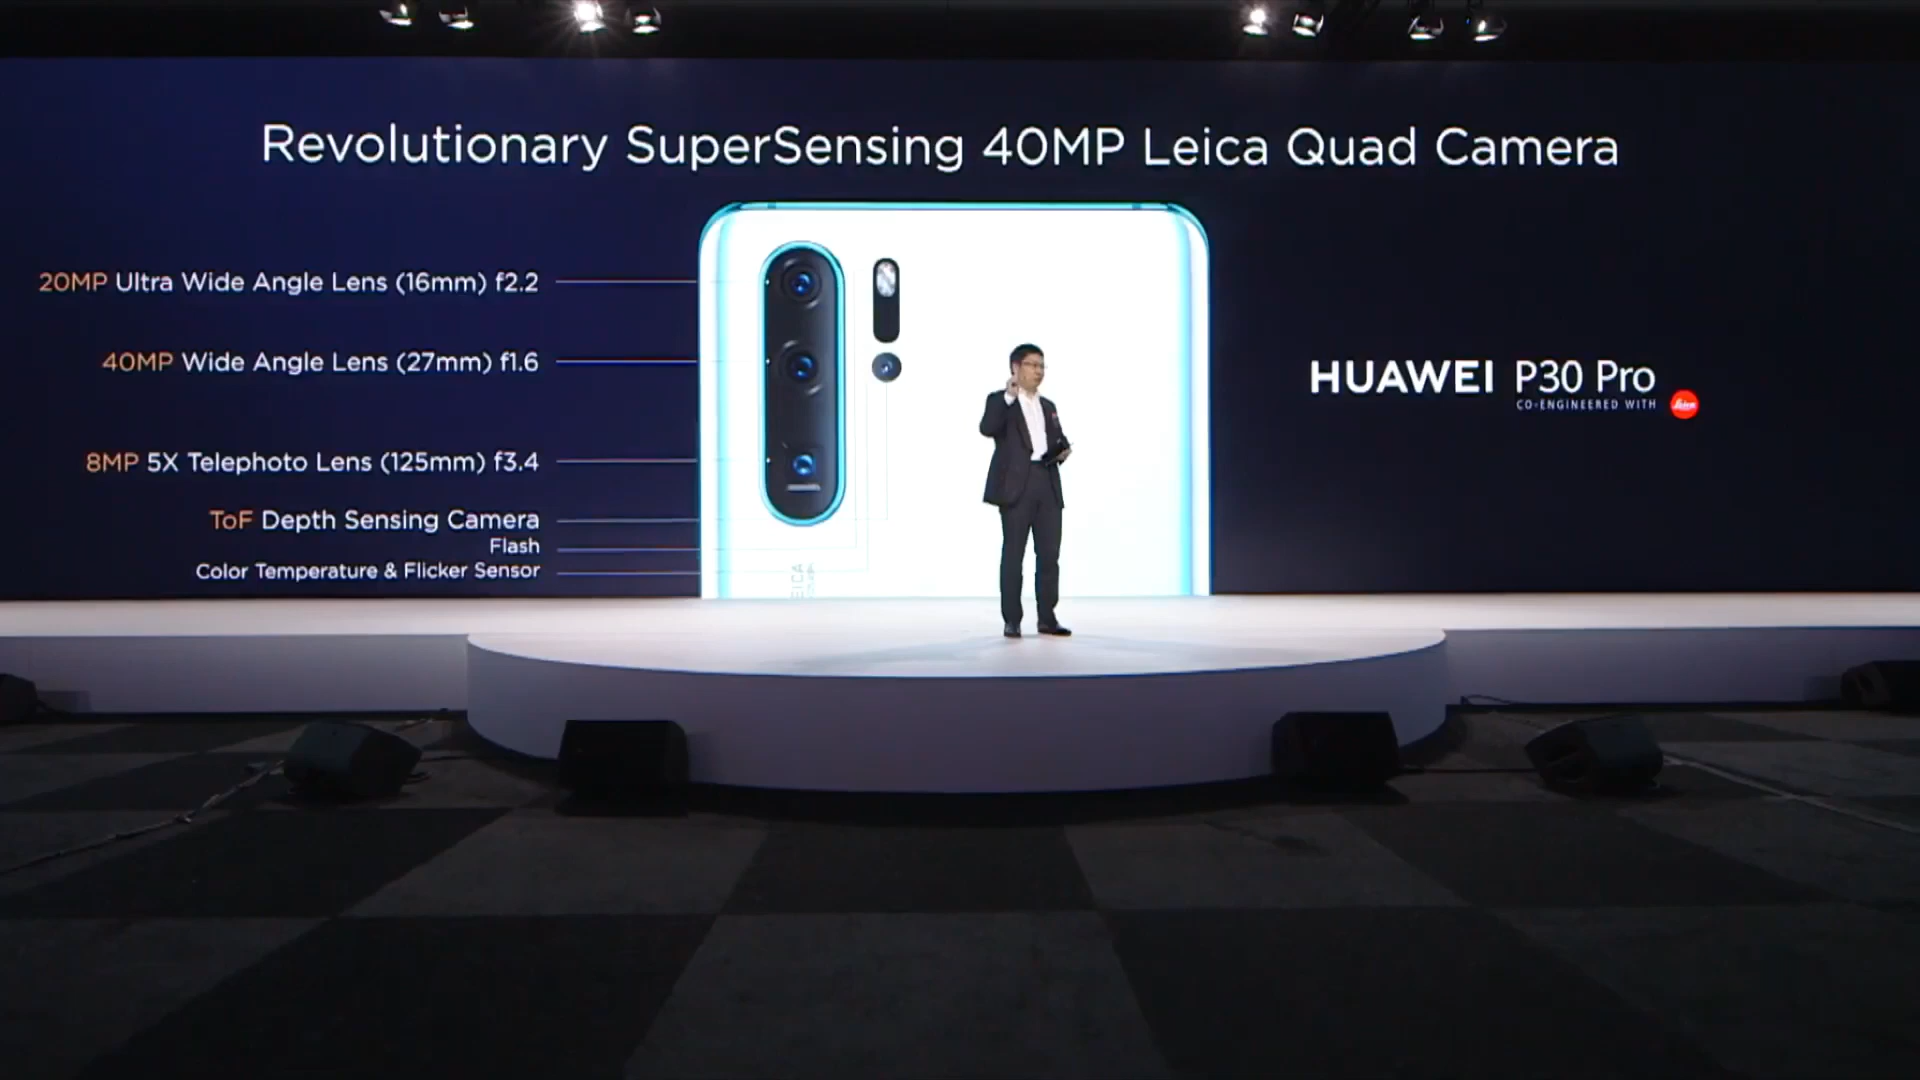 Revolutionary SuperSensing 40MP Leica Quad Camera
20MP Ultra Wide Angle Lens (16mm) f2.2
40MP Wide Angle Lens (27mm) f1.6
8MP 5X Telephoto Lens (125mm) f3.4
ToF Depth Sensing Camera
Flash
Color Temperature & Flicker Sensor
HUAWEI P30 Pro
CO-ENGINEERED WITH
Leica